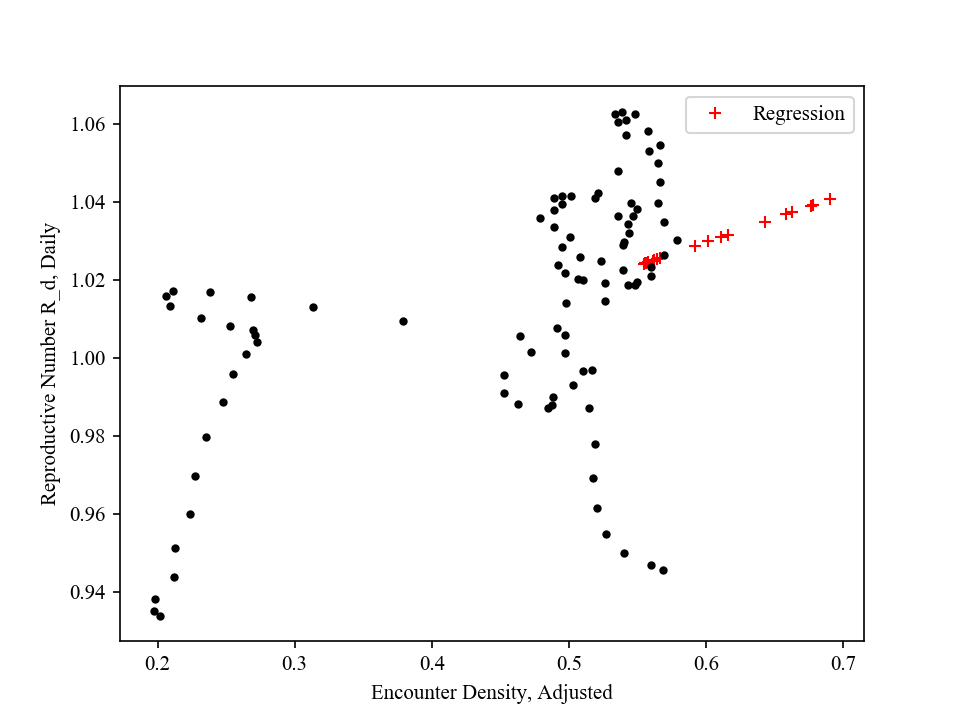 Regression
1.06
1.04
1.02
1.00
0.98
0.96
0.94
Reproductive Number R_d, Daily
0.2 0.3 0.4 0.5 0.6 0.7
Encounter Density, Adjusted